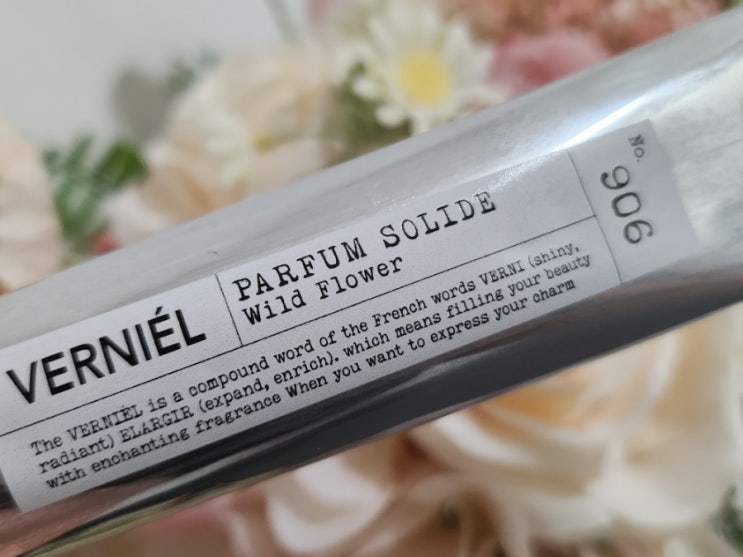 VERNIÉL
PARFUM SOLIDE
Wild Flower
No.
906
The VERNIÈL is a compound word of the French words VERNI (shiny,
radiant) ELARGIR (expand, enrich). which means filling your beauty
with enchanting fragrance When you want to express your charm